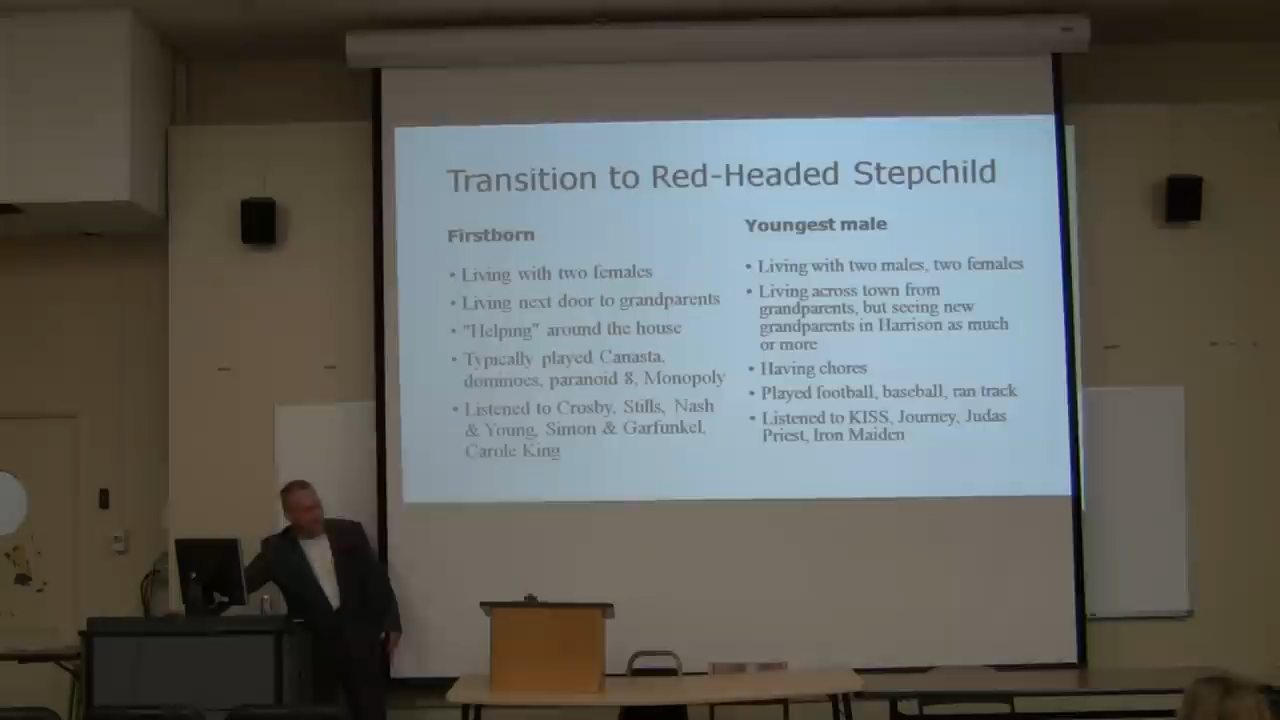 Transition to Red-Headed Stepchild
Firstborn
• Living with two females
• Living next door to grandparents
• "Helping" around the house
• Typically played Canasta,
dominoes, paranoid 8, Monopoly
• Listened to Crosby, Stills, Nash
& Young, Simon & Garfunkel,
Carole King
Youngest male
• Living with two males, two females
• Living across town from
grandparents, but seeing new
grandparents in Harrison as much
or more
• Having chores
• Played football, baseball, ran track
• Listened to KISS, Journey, Judas
Priest, Iron Maiden